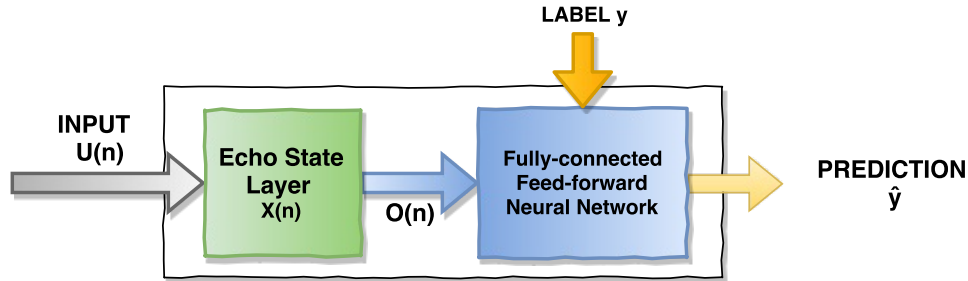 LABEL y
INPUT
U(n)
Echo State
Layer
X(n)
O(n)
Fully-connected
Feed-forward
Neural Network
PREDICTION
ŷ